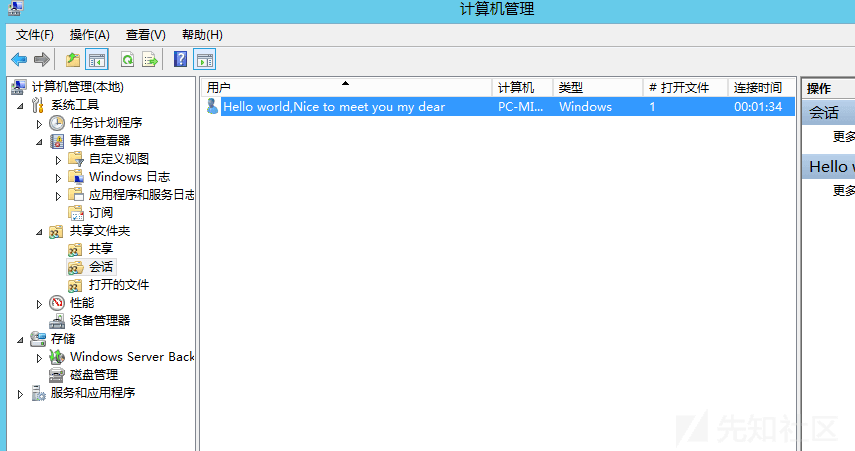 计算机管理
文件(F) 操作(A) 查看(V) 帮助(H)
计算机管理(本地)
系统工具
任务计划程序
事件查看器
自定义视图
Windows 日志
应用程序和服务日志
订阅
共享文件夹
共享
会话
打开的文件
性能
设备管理器
存储
Windows Server Back
磁盘管理
服务和应用程序
用户 计算机 类型 # 打开文件 连接时间
Hello world,Nice to meet you my dear PC-MI... Windows 1 00:01:34
操作
会话
更多
Hello w
更多
先知社区